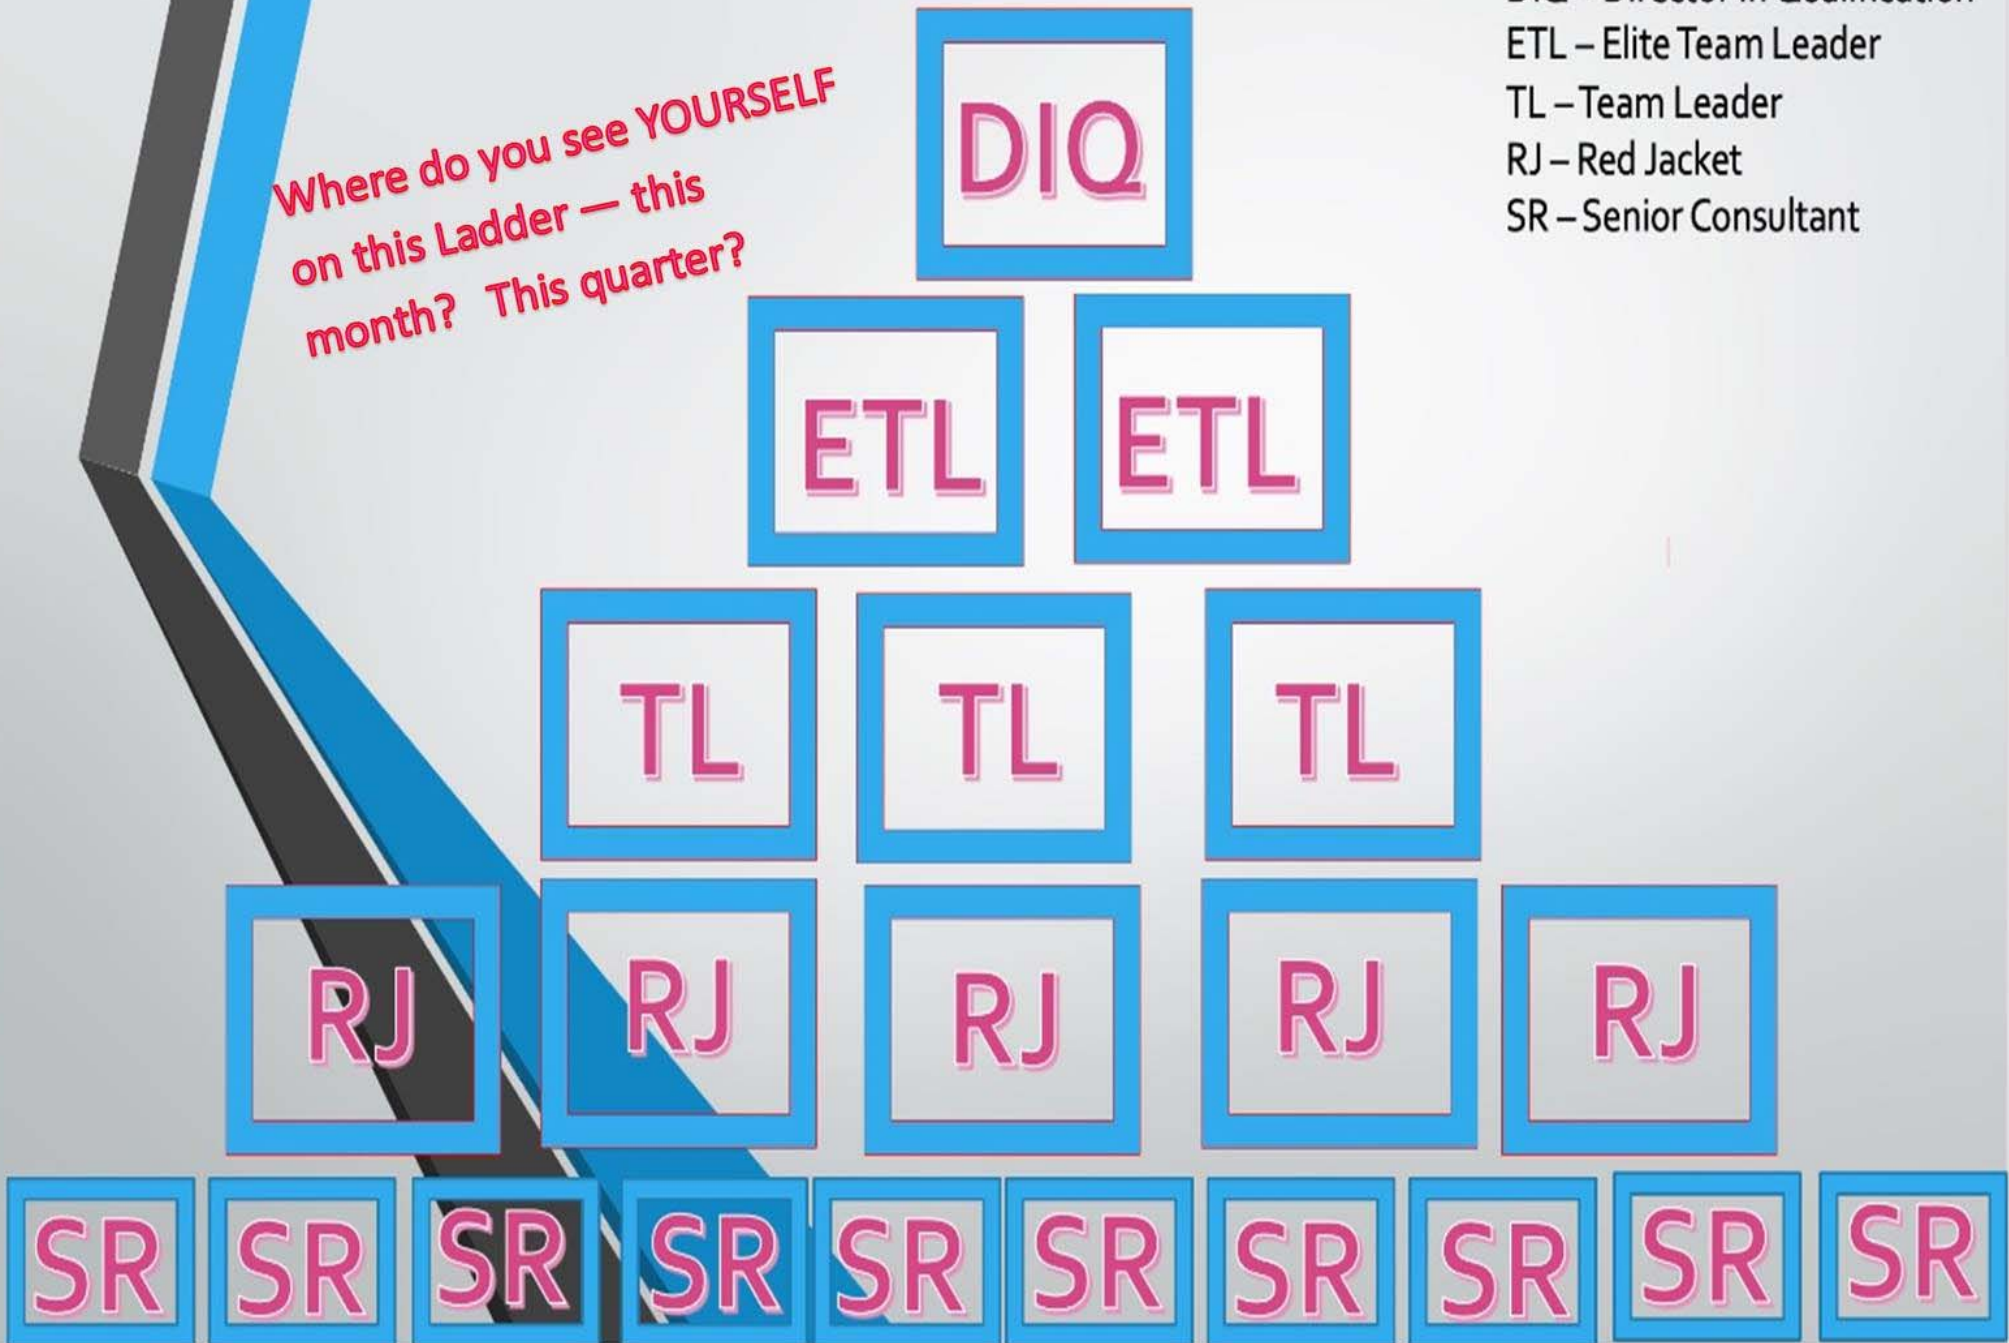 ETL – Elite Team Leader
TL – Team Leader
RJ – Red Jacket
SR – Senior Consultant
Where do you see YOURSELF
on this Ladder — this
month? This quarter?
DIQ
ETL ETL
TL TL TL
RJ RJ RJ RJ RJ
SR SR SR SR SR SR SR SR SR SR